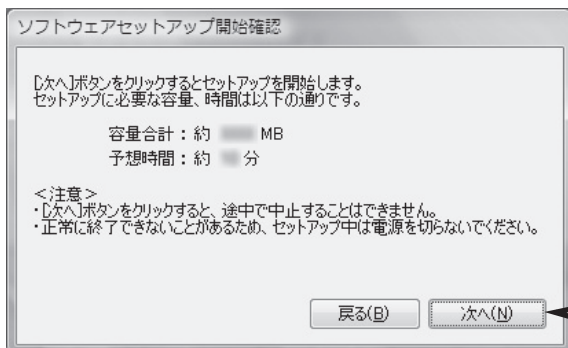 ソフトウェアセットアップ開始確認
[次へ]ボタンをクリックするとセットアップを開始します。
セットアップに必要な容量、時間は以下の通りです。
容量合計：約 MB
予想時間：約 分
<注意>
・[次へ]ボタンをクリックすると、途中で中止することはできません。
・正常に終了できないことがあるため、セットアップ中は電源を切らないでください。
戻る(B) 次へ(N)